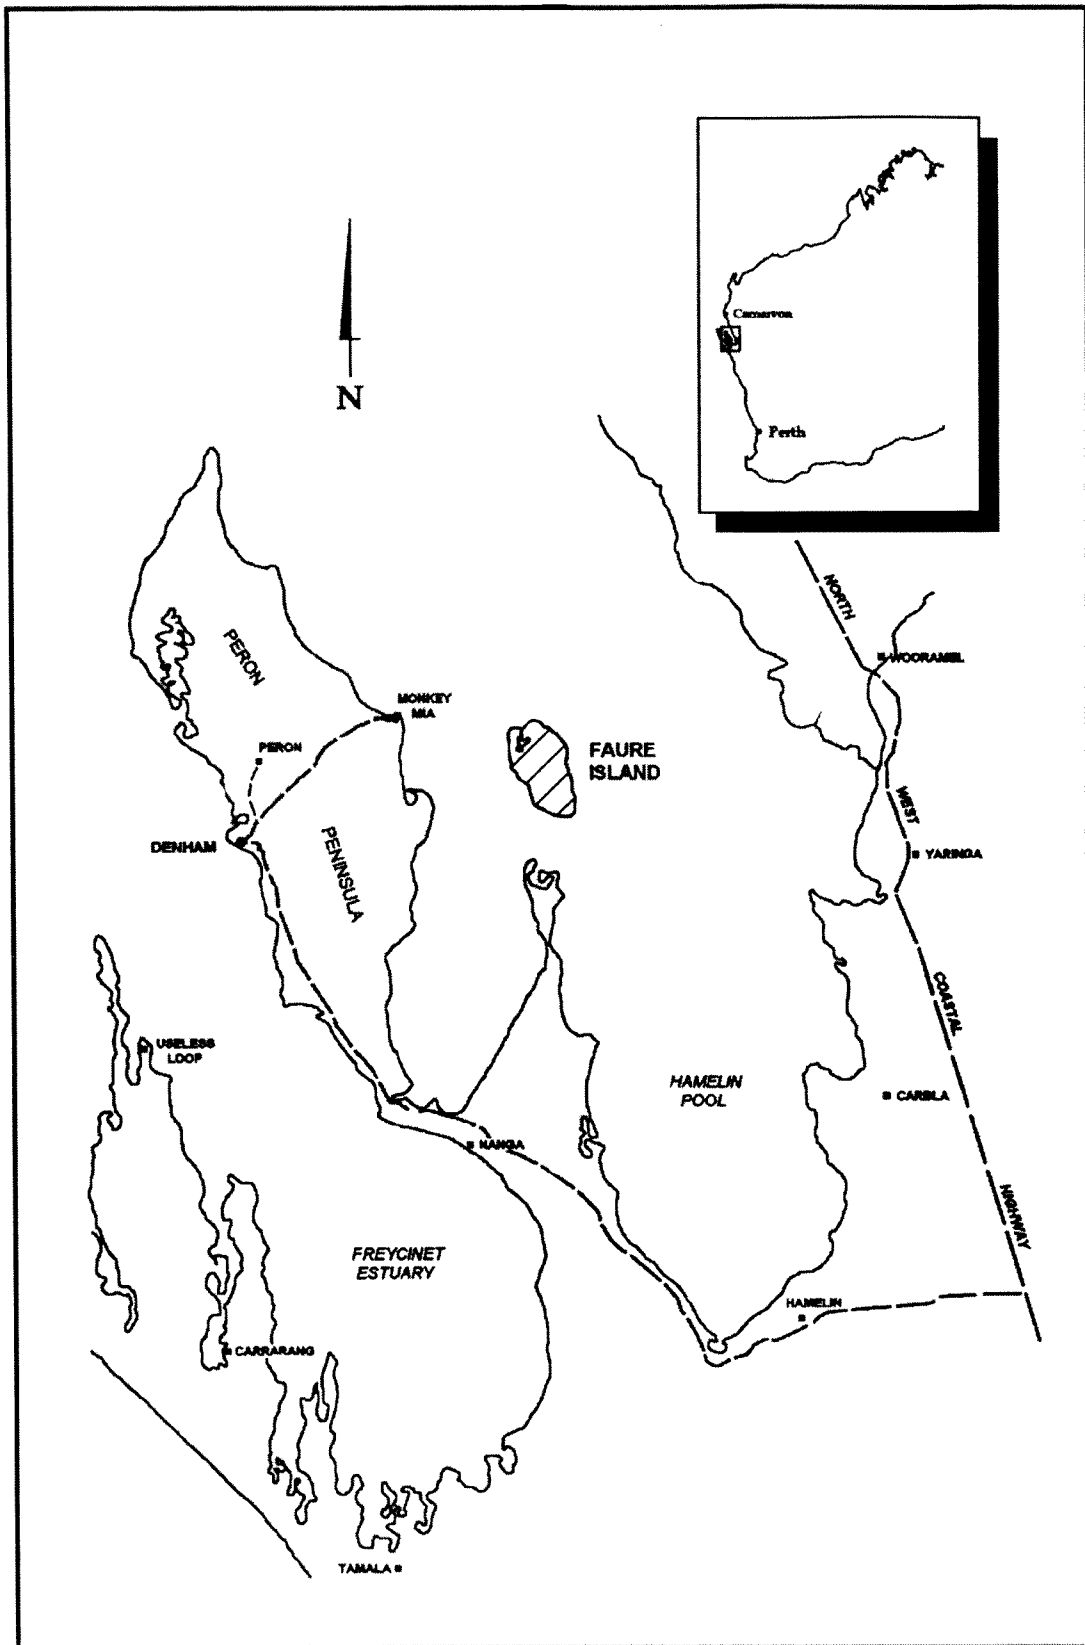 Carnarvon
Perth
N
NORTH
WOORAMEL
PERON
MONKEY
MIA
PERON
FAURE
ISLAND
WEST
DENHAM
YARINGA
PENINSULA
COASTAL
USELESS
LOOP
HAMELIN
POOL
CARBLA
NANGA
HIGHWAY
FREYCINET
ESTUARY
HAMELIN
CARRARANG
TAMALA